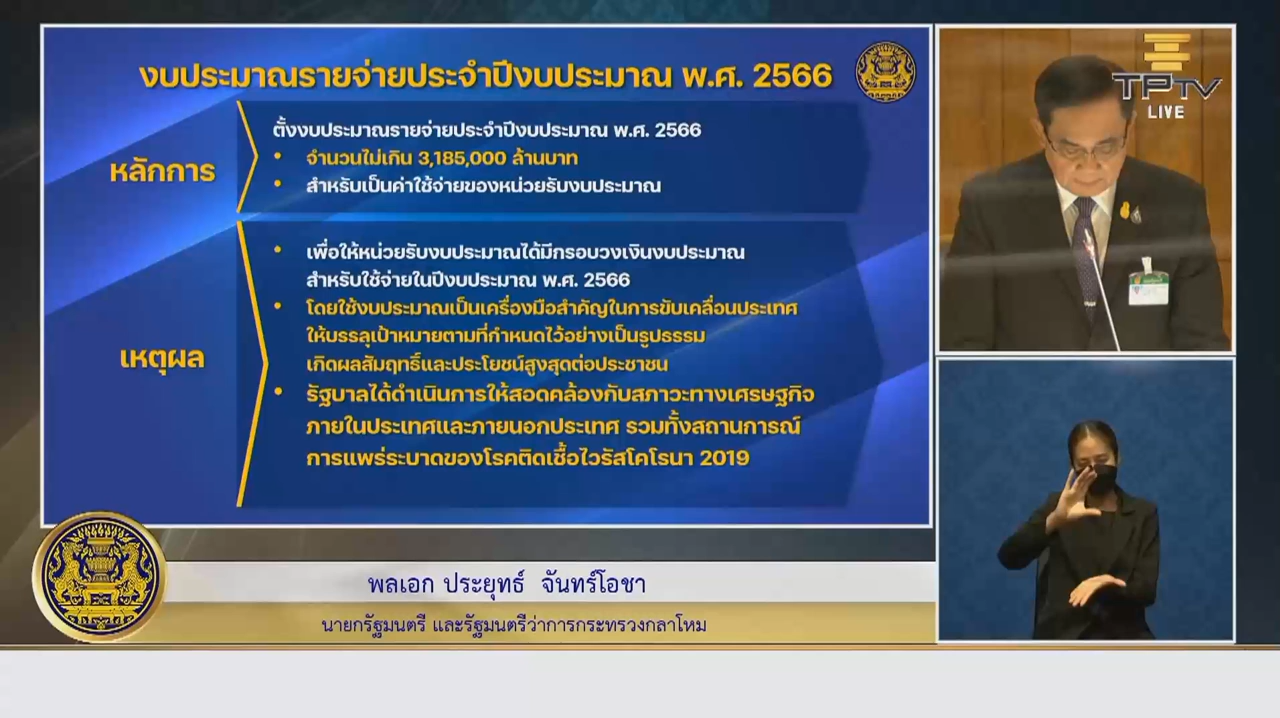 งบประมาณรายจ่ายประจำปีงบประมาณ พ.ศ. 2566
หลักการ
ตั้งงบประมาณรายจ่ายประจำปีงบประมาณ พ.ศ. 2566
• จำนวนไม่เกิน 3,185,000 ล้านบาท
• สำหรับเป็นค่าใช้จ่ายของหน่วยรับงบประมาณ
เหตุผล
• เพื่อให้หน่วยรับงบประมาณได้มีกรอบวงเงินงบประมาณ
สำหรับใช้จ่ายในปีงบประมาณ พ.ศ. 2566
• โดยใช้งบประมาณเป็นเครื่องมือสำคัญในการขับเคลื่อนประเทศ
ให้บรรลุเป้าหมายตามที่กำหนดไว้อย่างเป็นรูปธรรม
เกิดผลสัมฤทธิ์และประโยชน์สูงสุดต่อประชาชน
• รัฐบาลได้ดำเนินการให้สอดคล้องกับสภาวะทางเศรษฐกิจ
ภายในประเทศและภายนอกประเทศ รวมทั้งสถานการณ์
การแพร่ระบาดของโรคติดเชื้อไวรัสโคโรนา 2019
TPTV
LIVE
พลเอก ประยุทธ์ จันทร์โอชา
นายกรัฐมนตรี และรัฐมนตรีว่าการกระทรวงกลาโหม